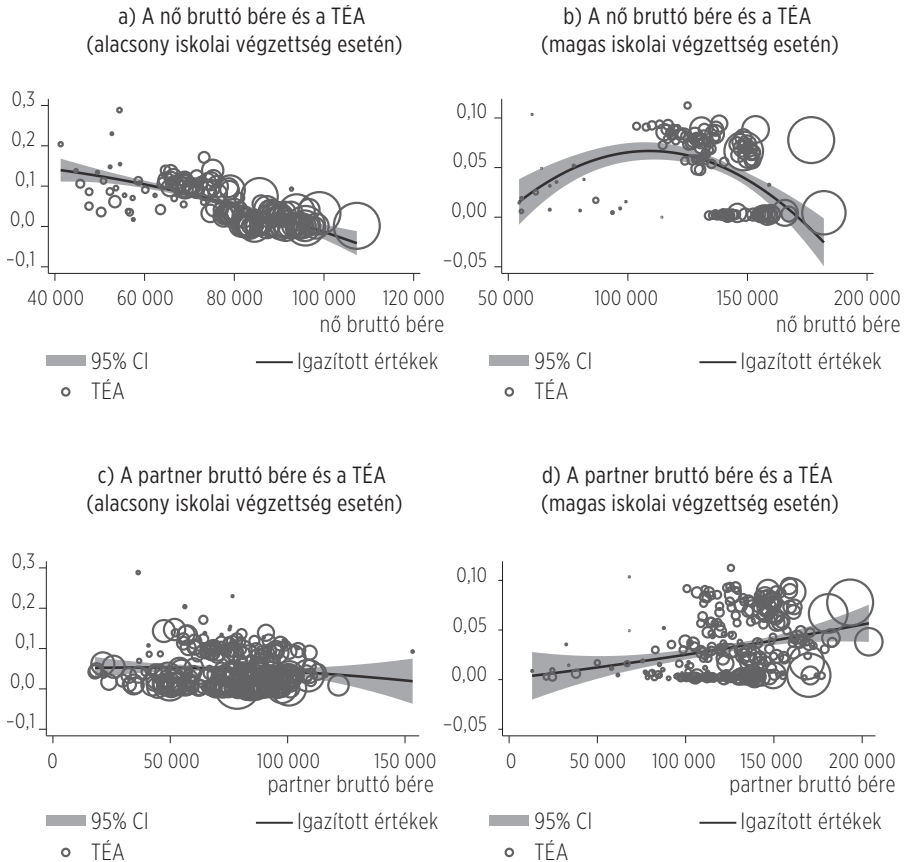 a) A nő bruttó bére és a TÉA
(alacsony iskolai végzettség esetén)
0,3
0,2
0,1
0,0
–0,1
40 000 60 000 80 000 100 000 120 000
nő bruttó bére
95% CI Igazított értékek
TÉA
b) A nő bruttó bére és a TÉA
(magas iskolai végzettség esetén)
0,10
0,05
0,00
–0,05
50 000 100 000 150 000 200 000
nő bruttó bére
95% CI Igazított értékek
TÉA
c) A partner bruttó bére és a TÉA
(alacsony iskolai végzettség esetén)
0,3
0,2
0,1
0,0
–0,1
0 50 000 100 000 150 000
partner bruttó bére
95% CI Igazított értékek
TÉA
d) A partner bruttó bére és a TÉA
(magas iskolai végzettség esetén)
0,10
0,05
0,00
–0,05
0 50 000 100 000 150 000 200 000
partner bruttó bére
95% CI Igazított értékek
TÉA